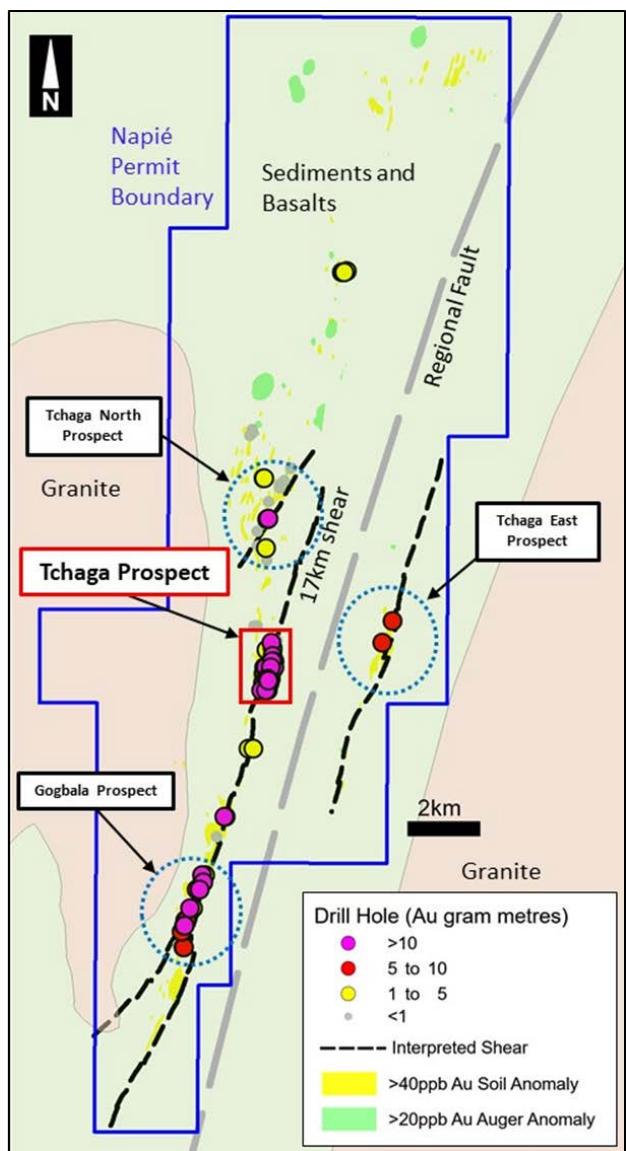 N
Napié
Permit
Boundary
Sediments and
Basalts
Regional Fault
Tchaga North
Prospect
Granite
17km shear
Tchaga East
Prospect
Tchaga Prospect
Gogbala Prospect
2km
Granite
Drill Hole (Au gram metres)
>10
5 to 10
1 to 5
<1
Interpreted Shear
>40ppb Au Soil Anomaly
>20ppb Au Auger Anomaly